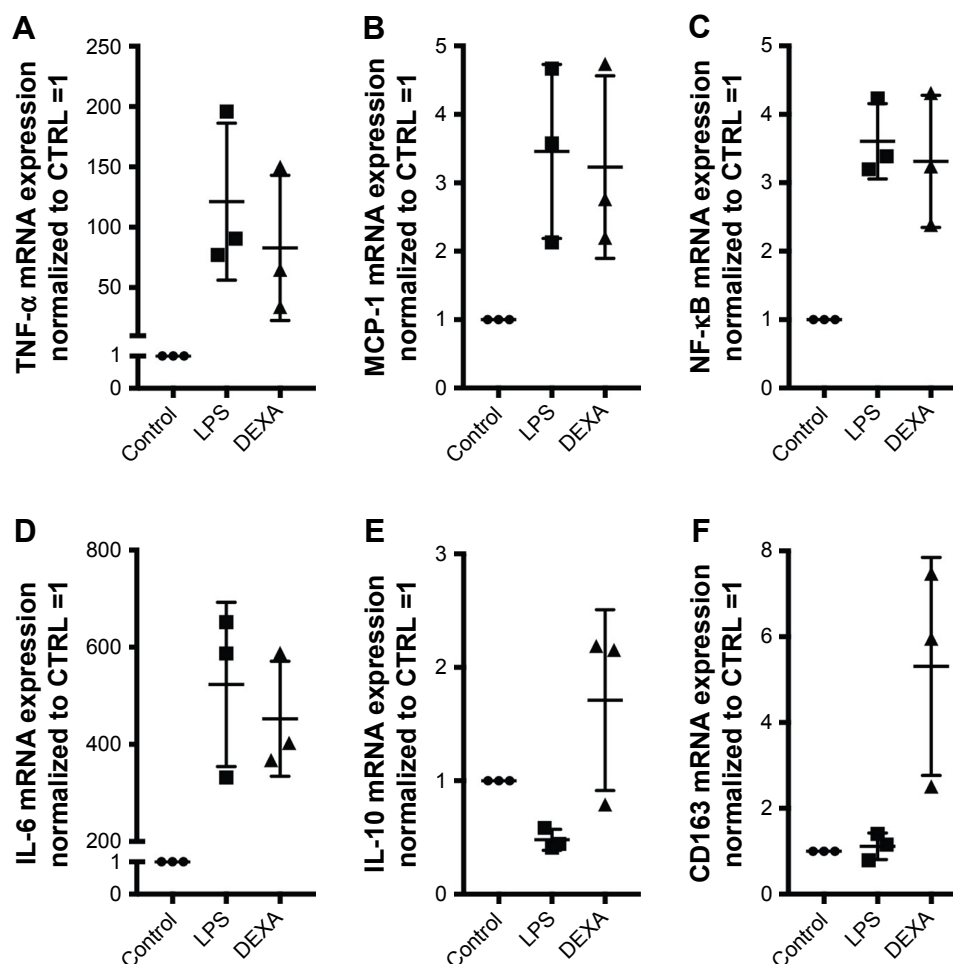 A
TNF-α mRNA expression
normalized to CTRL =1
250
200
150
100
50
1
0
Control
LPS
DEXA
B
MCP-1 mRNA expression
normalized to CTRL =1
5
4
3
2
1
0
Control
LPS
DEXA
C
NF-κB mRNA expression
normalized to CTRL =1
5
4
3
2
1
0
Control
LPS
DEXA
D
IL-6 mRNA expression
normalized to CTRL =1
800
600
400
200
1
0
Control
LPS
DEXA
E
IL-10 mRNA expression
normalized to CTRL =1
3
2
1
0
Control
LPS
DEXA
F
CD163 mRNA expression
normalized to CTRL =1
8
6
4
2
0
Control
LPS
DEXA